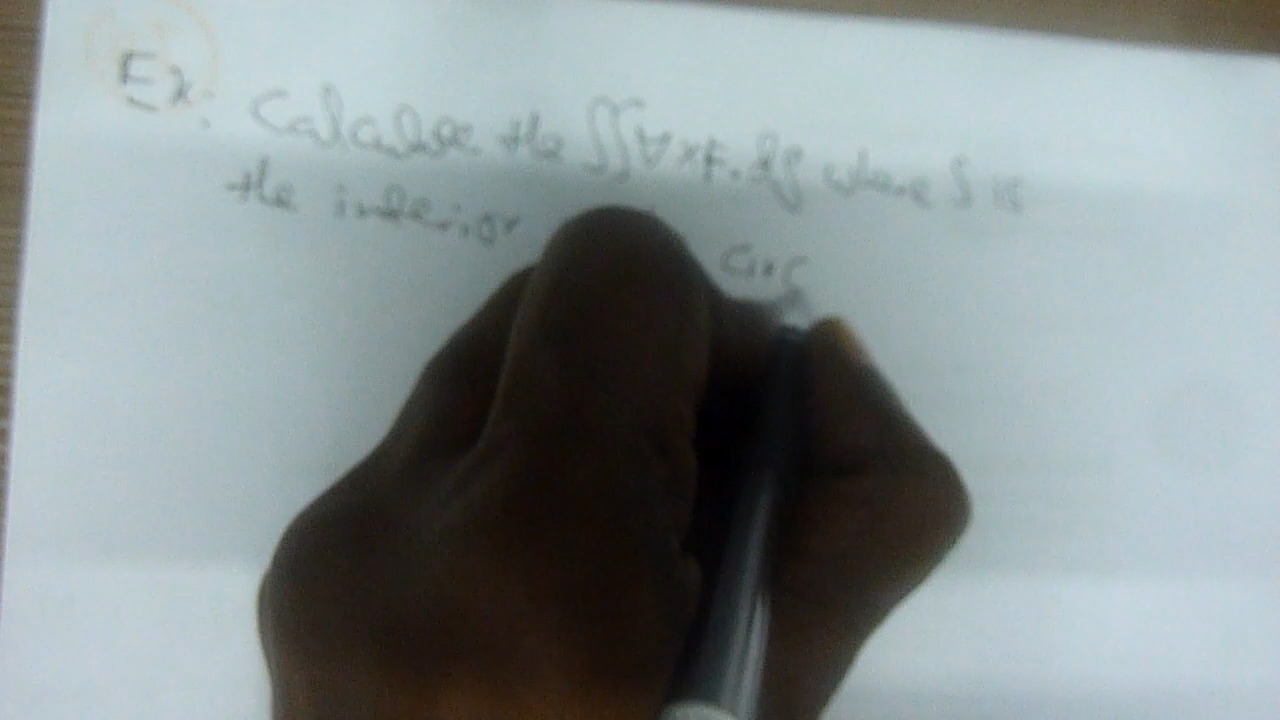 Ex: Calculate the ∬∇×F.ds where S is
the interior